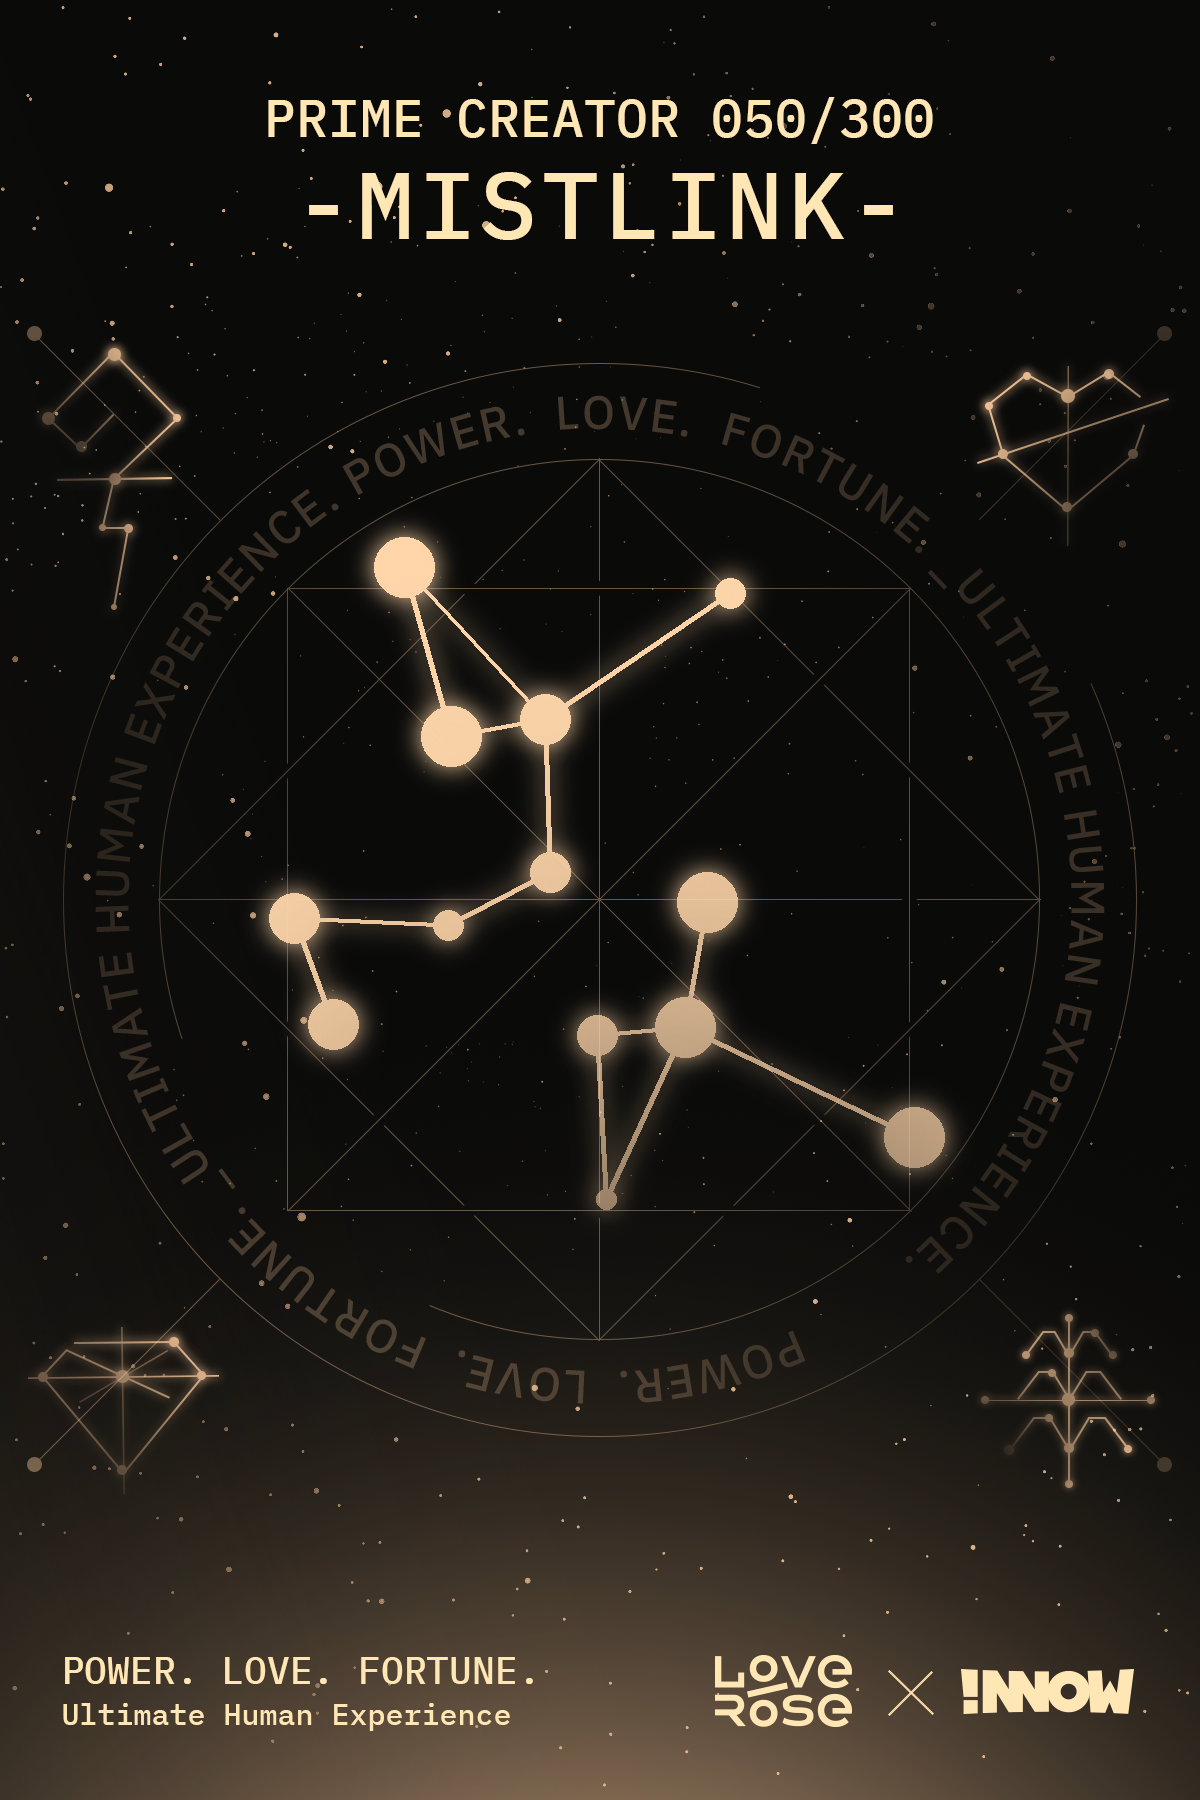 PRIME CREATOR 050/300
-MISTLINK-
POWER. LOVE. FORTUNE. – ULTIMATE HUMAN EXPERIENCE.
POWER. LOVE. FORTUNE. – ULTIMATE HUMAN EXPERIENCE.
POWER. LOVE. FORTUNE.
Ultimate Human Experience
LOVE
ROSE
!NNOW